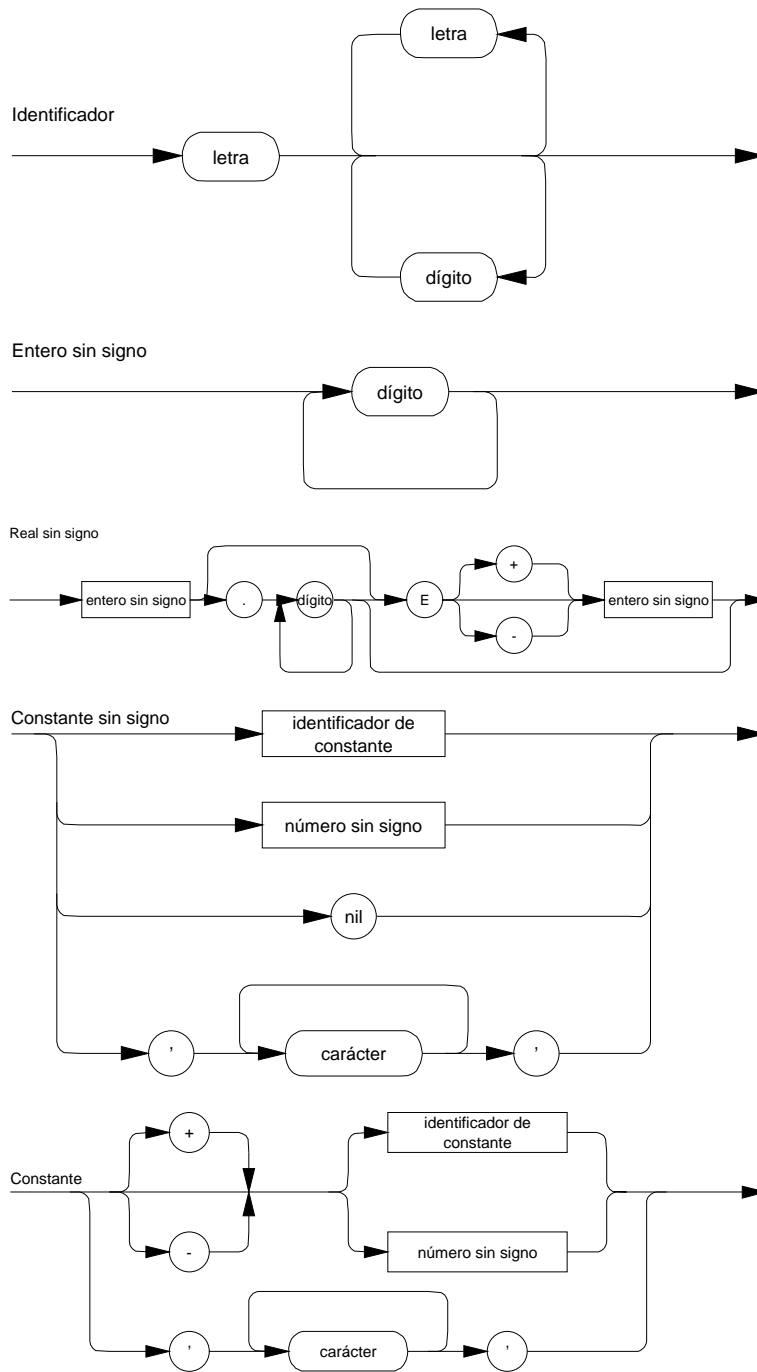 letra
Identificador
letra
dígito
Entero sin signo
dígito
Real sin signo
+
entero sin signo
.
dígito
E
entero sin signo
-
Constante sin signo
identificador de
constante
número sin signo
nil
’
carácter
’
+
identificador de
constante
Constante
-
número sin signo
’
carácter
’